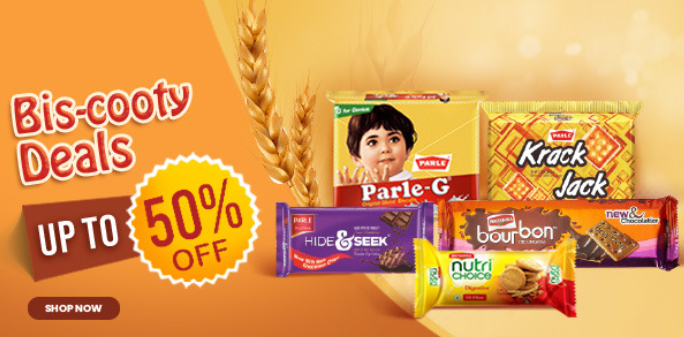 Bis-cooty
Deals
UP TO
50%
OFF
SHOP NOW
PARLE
Parle-G
PARLE
Krack
Jack
PARLE
HIDE & SEEK
BRITANNIA
bourbon
new &
Chocolatier
nutri
CHOICE
Digestive